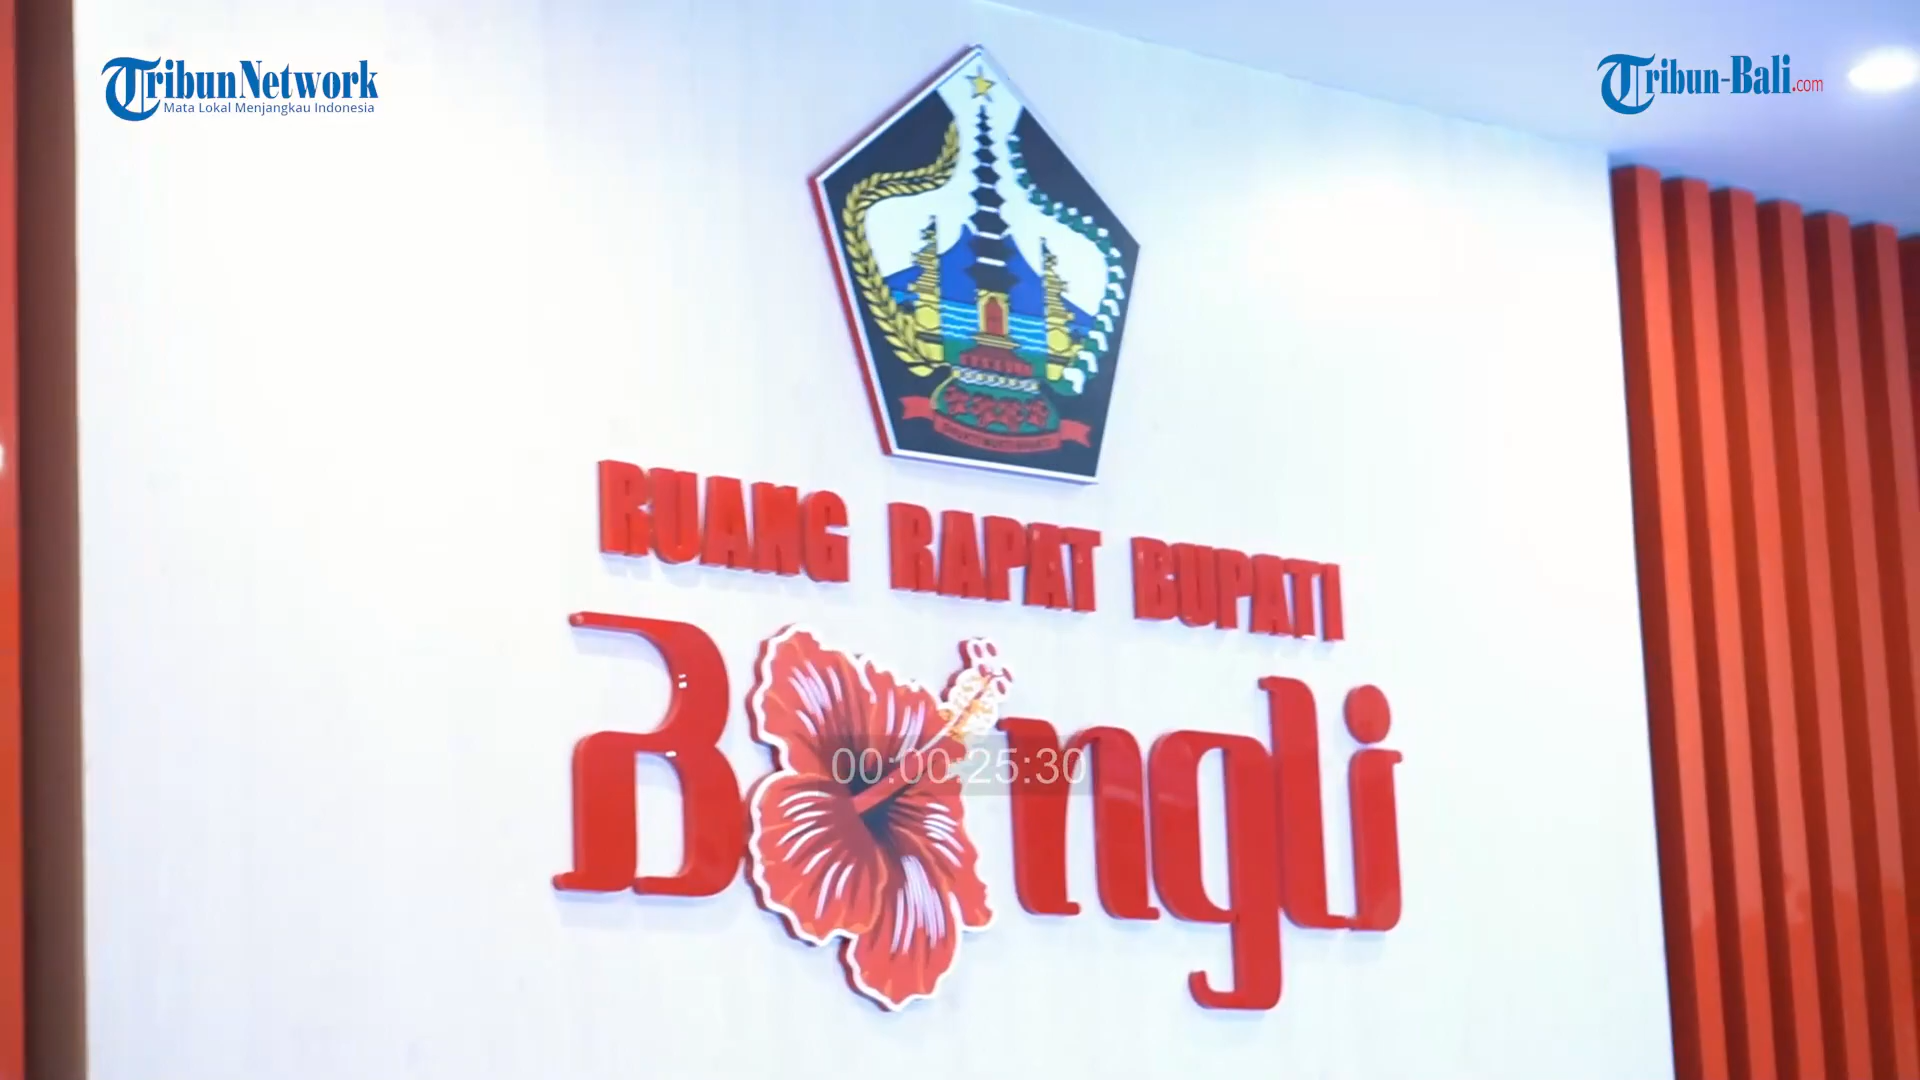 TribunNetwork
Mata Lokal Menjangkau Indonesia
Tribun-Bali.com
RUANG RAPAT BUPATI
Bangli
00:00:25:30